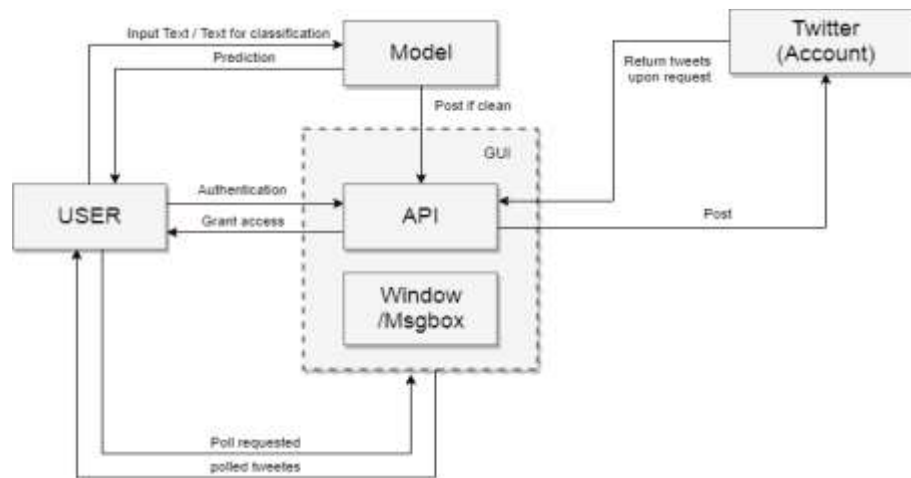 Input Text / Text for classification
Prediction
Model
Twitter
(Account)
Return tweets
upon request
Post if clean
GUI
USER
Authentication
Grant access
API
Post
Window
/Msgbox
Poll requested
polled tweetes